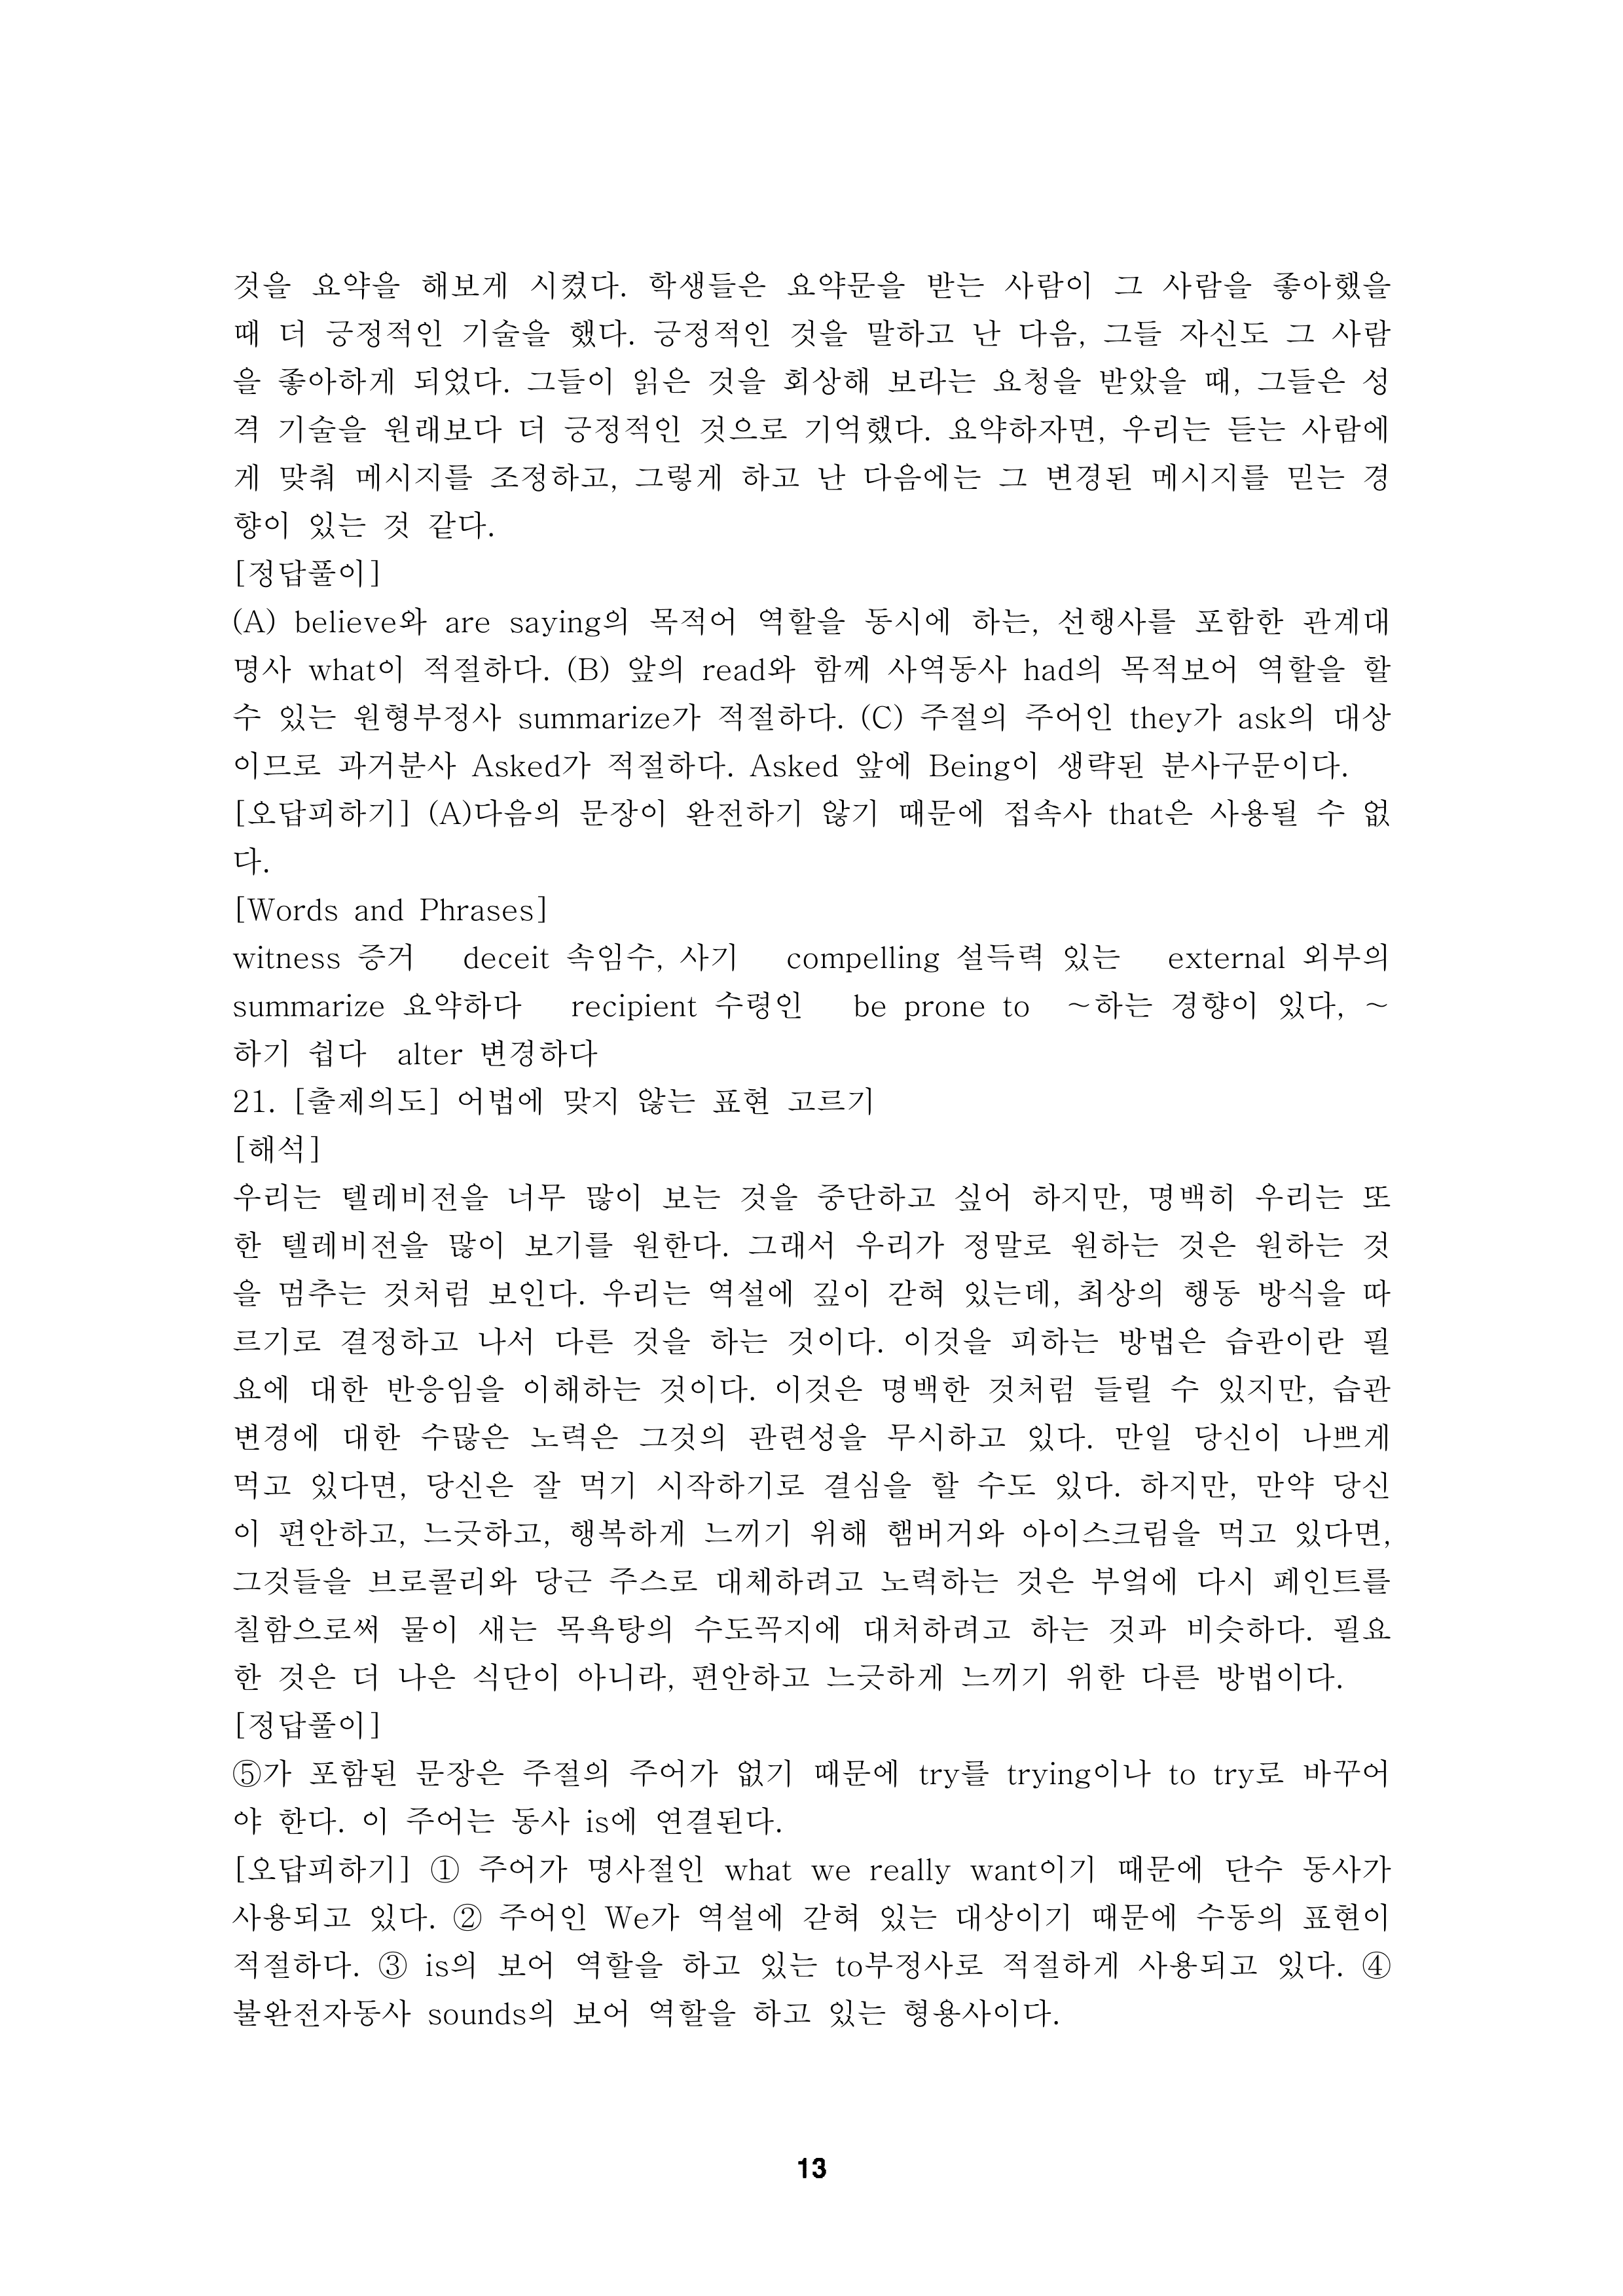 것을 요약을 해보게 시켰다. 학생들은 요약문을 받는 사람이 그 사람을 좋아했을
때 더 긍정적인 기술을 했다. 긍정적인 것을 말하고 난 다음, 그들 자신도 그 사람
을 좋아하게 되었다. 그들이 읽은 것을 회상해 보라는 요청을 받았을 때, 그들은 성
격 기술을 원래보다 더 긍정적인 것으로 기억했다. 요약하자면, 우리는 듣는 사람에
게 맞춰 메시지를 조정하고, 그렇게 하고 난 다음에는 그 변경된 메시지를 믿는 경
향이 있는 것 같다.
[정답풀이]
(A) believe와 are saying의 목적어 역할을 동시에 하는, 선행사를 포함한 관계대
명사 what이 적절하다. (B) 앞의 read와 함께 사역동사 had의 목적보어 역할을 할
수 있는 원형부정사 summarize가 적절하다. (C) 주절의 주어인 they가 ask의 대상
이므로 과거분사 Asked가 적절하다. Asked 앞에 Being이 생략된 분사구문이다.
[오답피하기] (A)다음의 문장이 완전하기 않기 때문에 접속사 that은 사용될 수 없
다.
[Words and Phrases]
witness 증거 deceit 속임수, 사기 compelling 설득력 있는 external 외부의
summarize 요약하다 recipient 수령인 be prone to ~하는 경향이 있다, ~
하기 쉽다 alter 변경하다
21. [출제의도] 어법에 맞지 않는 표현 고르기
[해석]
우리는 텔레비전을 너무 많이 보는 것을 중단하고 싶어 하지만, 명백히 우리는 또
한 텔레비전을 많이 보기를 원한다. 그래서 우리가 정말로 원하는 것은 원하는 것
을 멈추는 것처럼 보인다. 우리는 역설에 깊이 갇혀 있는데, 최상의 행동 방식을 따
르기로 결정하고 나서 다른 것을 하는 것이다. 이것을 피하는 방법은 습관이란 필
요에 대한 반응임을 이해하는 것이다. 이것은 명백한 것처럼 들릴 수 있지만, 습관
변경에 대한 수많은 노력은 그것의 관련성을 무시하고 있다. 만일 당신이 나쁘게
먹고 있다면, 당신은 잘 먹기 시작하기로 결심을 할 수도 있다. 하지만, 만약 당신
이 편안하고, 느긋하고, 행복하게 느끼기 위해 햄버거와 아이스크림을 먹고 있다면,
그것들을 브로콜리와 당근 주스로 대체하려고 노력하는 것은 부엌에 다시 페인트를
칠함으로써 물이 새는 목욕탕의 수도꼭지에 대처하려고 하는 것과 비슷하다. 필요
한 것은 더 나은 식단이 아니라, 편안하고 느긋하게 느끼기 위한 다른 방법이다.
[정답풀이]
⑤가 포함된 문장은 주절의 주어가 없기 때문에 try를 trying이나 to try로 바꾸어
야 한다. 이 주어는 동사 is에 연결된다.
[오답피하기] ① 주어가 명사절인 what we really want이기 때문에 단수 동사가
사용되고 있다. ② 주어인 We가 역설에 갇혀 있는 대상이기 때문에 수동의 표현이
적절하다. ③ is의 보어 역할을 하고 있는 to부정사로 적절하게 사용되고 있다. ④
불완전자동사 sounds의 보어 역할을 하고 있는 형용사이다.
13